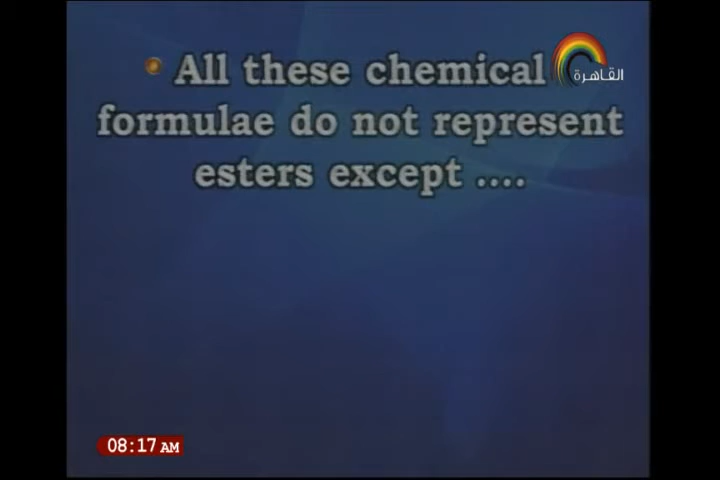 • All these chemical
القاهرة
formulae do not represent
esters except ....
08:17 AM